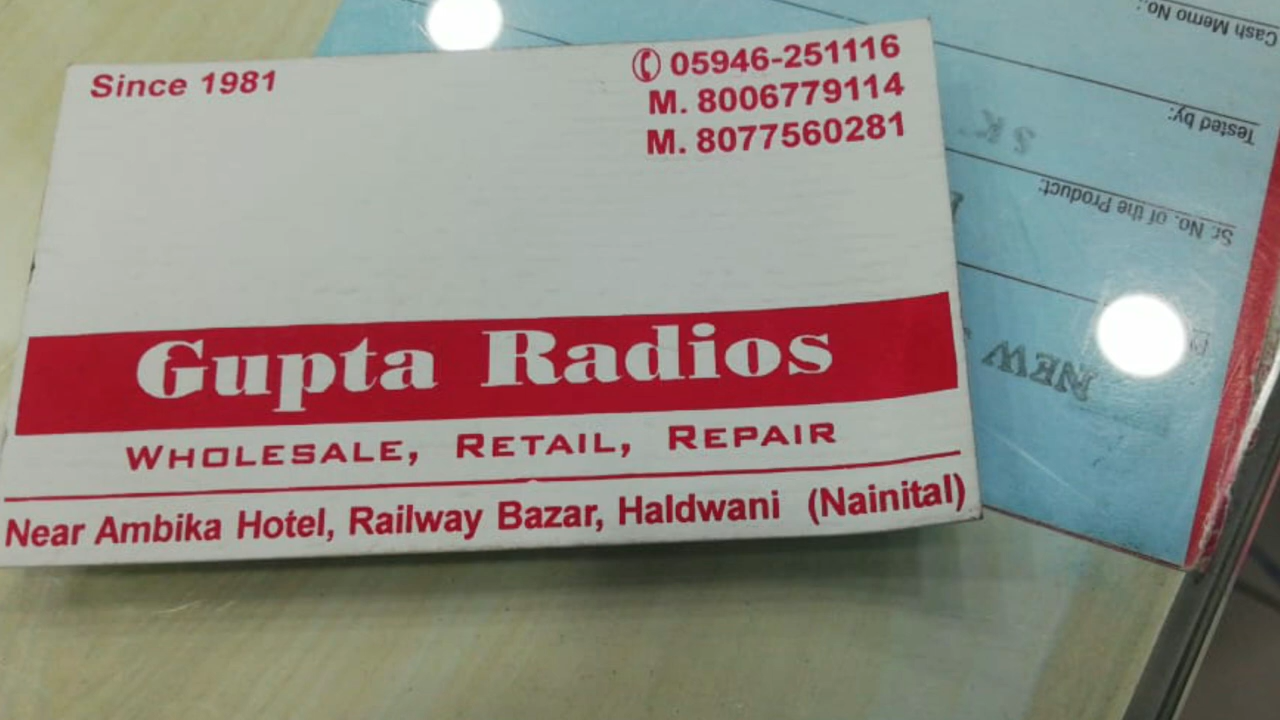 Since 1981
05946-251116
M. 8006779114
M. 8077560281
Gupta Radios
WHOLESALE, RETAIL, REPAIR
Near Ambika Hotel, Railway Bazar, Haldwani (Nainital)
Cash Memo No.:
Tested by:
SK
Sr. No. of the Product:
NEW